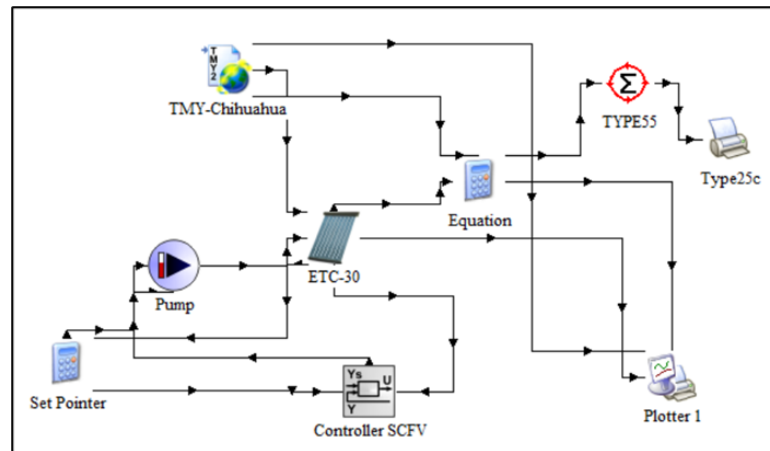 TMY2
TMY-Chihuahua
Σ
TYPE55
Type25c
Equation
ETC-30
Pump
Set Pointer
Ys U
Y
Controller SCFV
Plotter 1